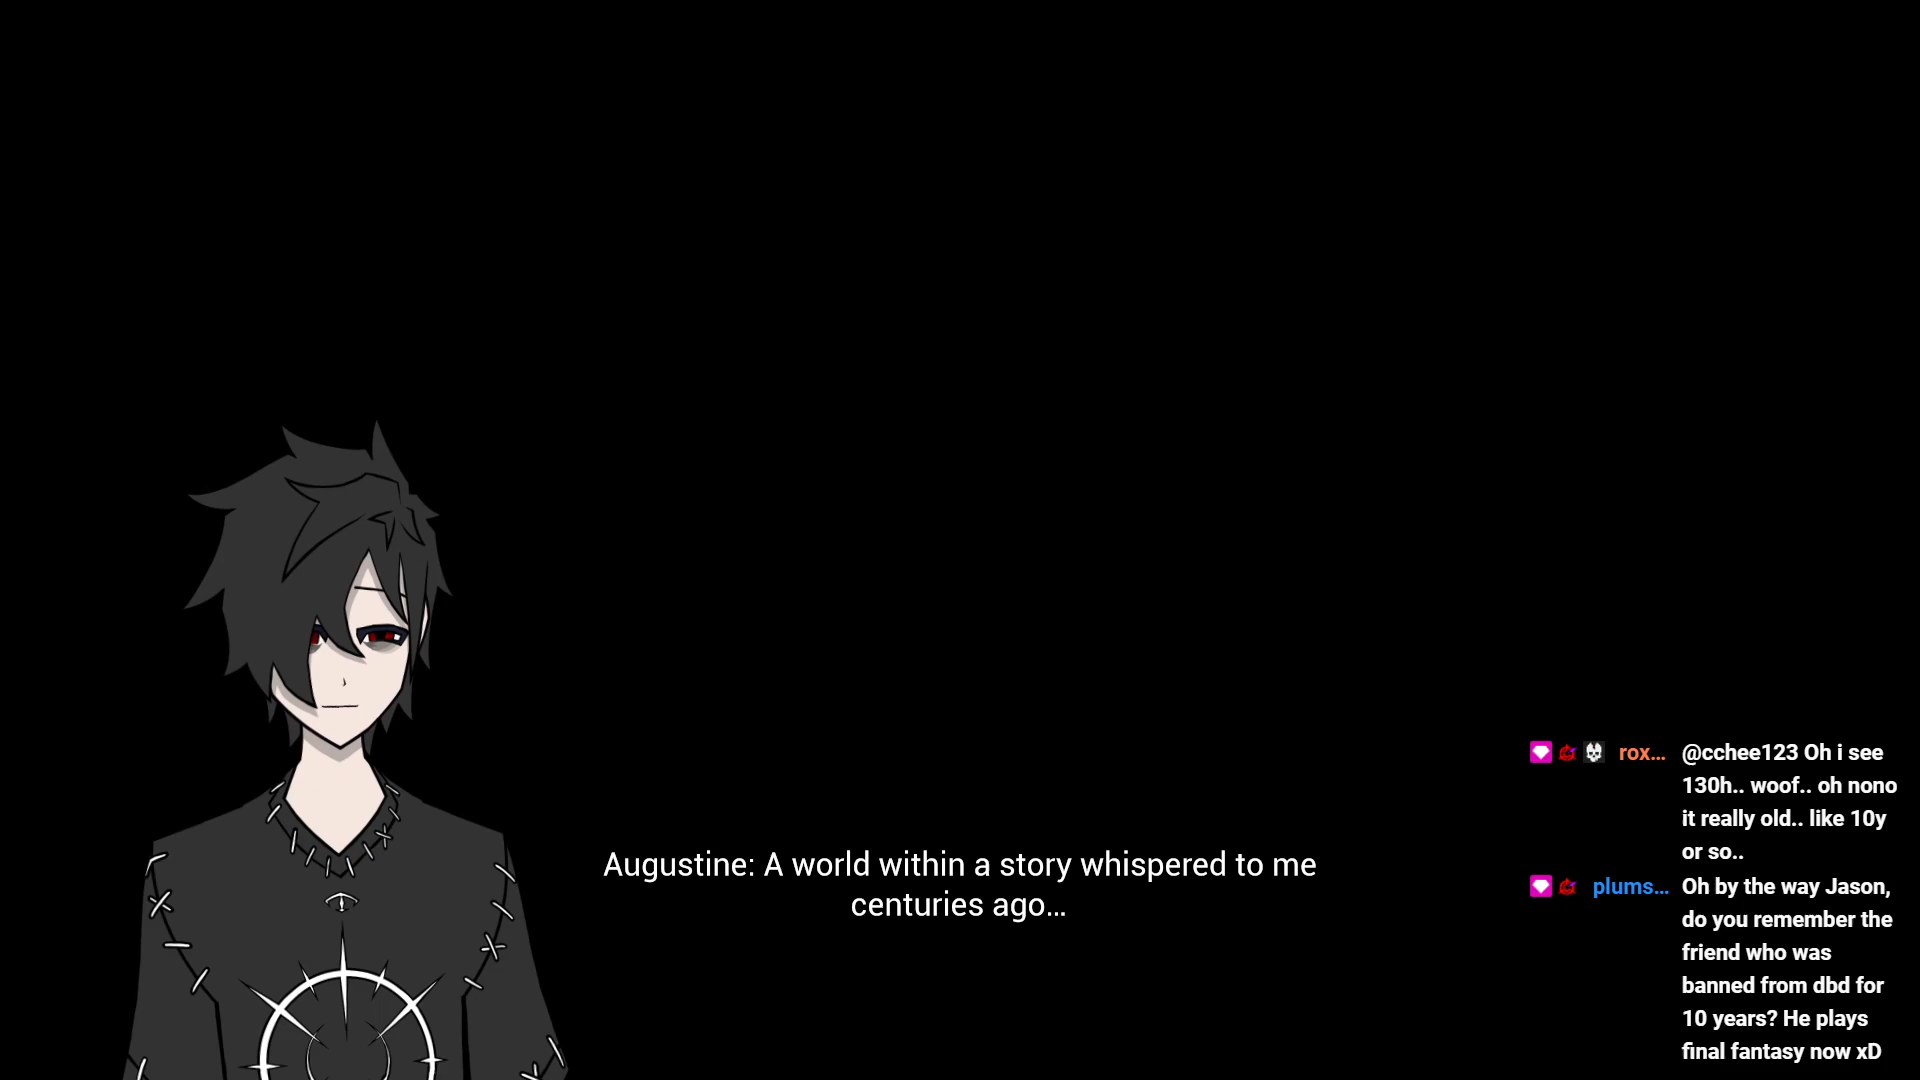 Augustine: A world within a story whispered to me
centuries ago...
rox... @cchee123 Oh i see
130h.. woof.. oh nono
it really old.. like 10y
or so..
plums... Oh by the way Jason,
do you remember the
friend who was
banned from dbd for
10 years? He plays
final fantasy now xD